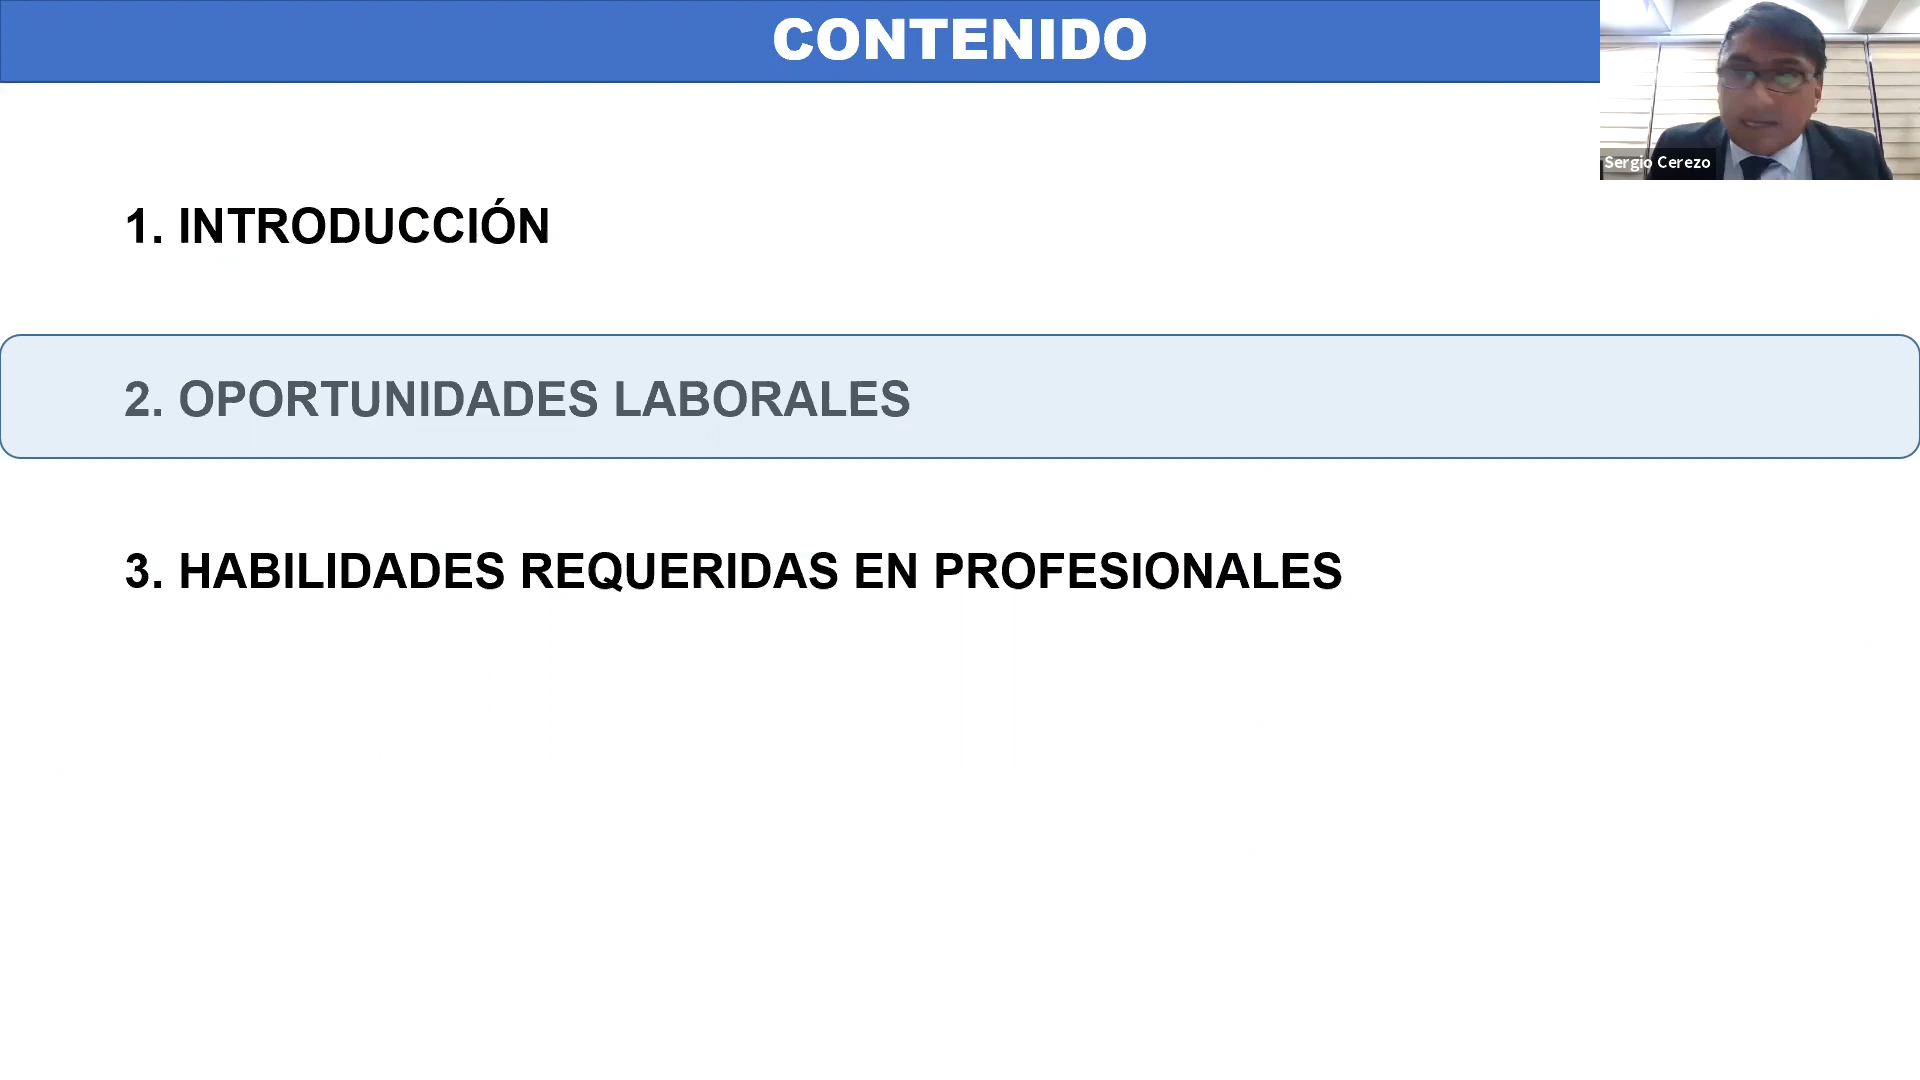 CONTENIDO
Sergio Cerezo
1. INTRODUCCIÓN
2. OPORTUNIDADES LABORALES
3. HABILIDADES REQUERIDAS EN PROFESIONALES